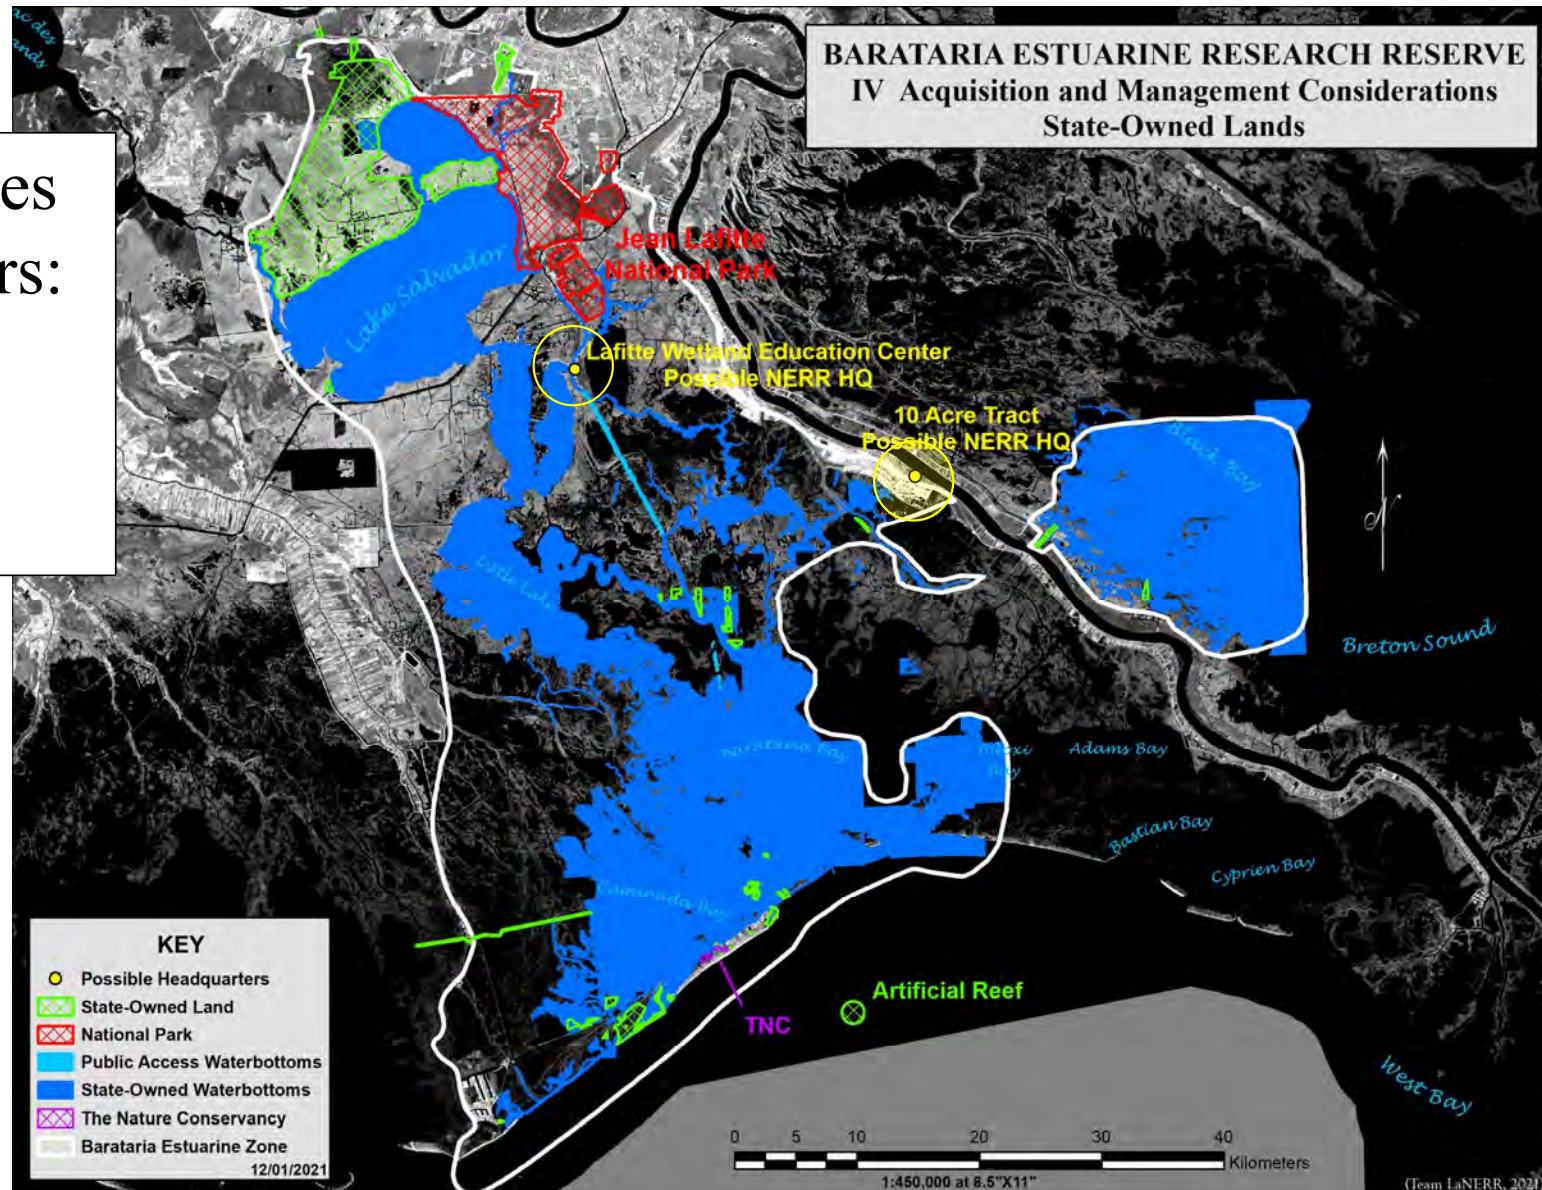 ac des
ands
BARATARIA ESTUARINE RESEARCH RESERVE
IV Acquisition and Management Considerations
State-Owned Lands
es
rs:
Jean Lafitte
National Park
Lake Salvador
Lafitte Wetland Education Center
Possible NERR HQ
10 Acre Tract
Possible NERR HQ
Black Bay
N
Little Lake
Breton Sound
Barataria Bay
Bay
Adams Bay
Bastian Bay
Cyprien Bay
Caminada Bay
TNC
Artificial Reef
West Bay
KEY
Possible Headquarters
State-Owned Land
National Park
Public Access Waterbottoms
State-Owned Waterbottoms
The Nature Conservancy
Barataria Estuarine Zone
12/01/2021
0 5 10 20 30 40
Kilometers
1:450,000 at 8.5"X11"
(Team LaNERR, 2021)